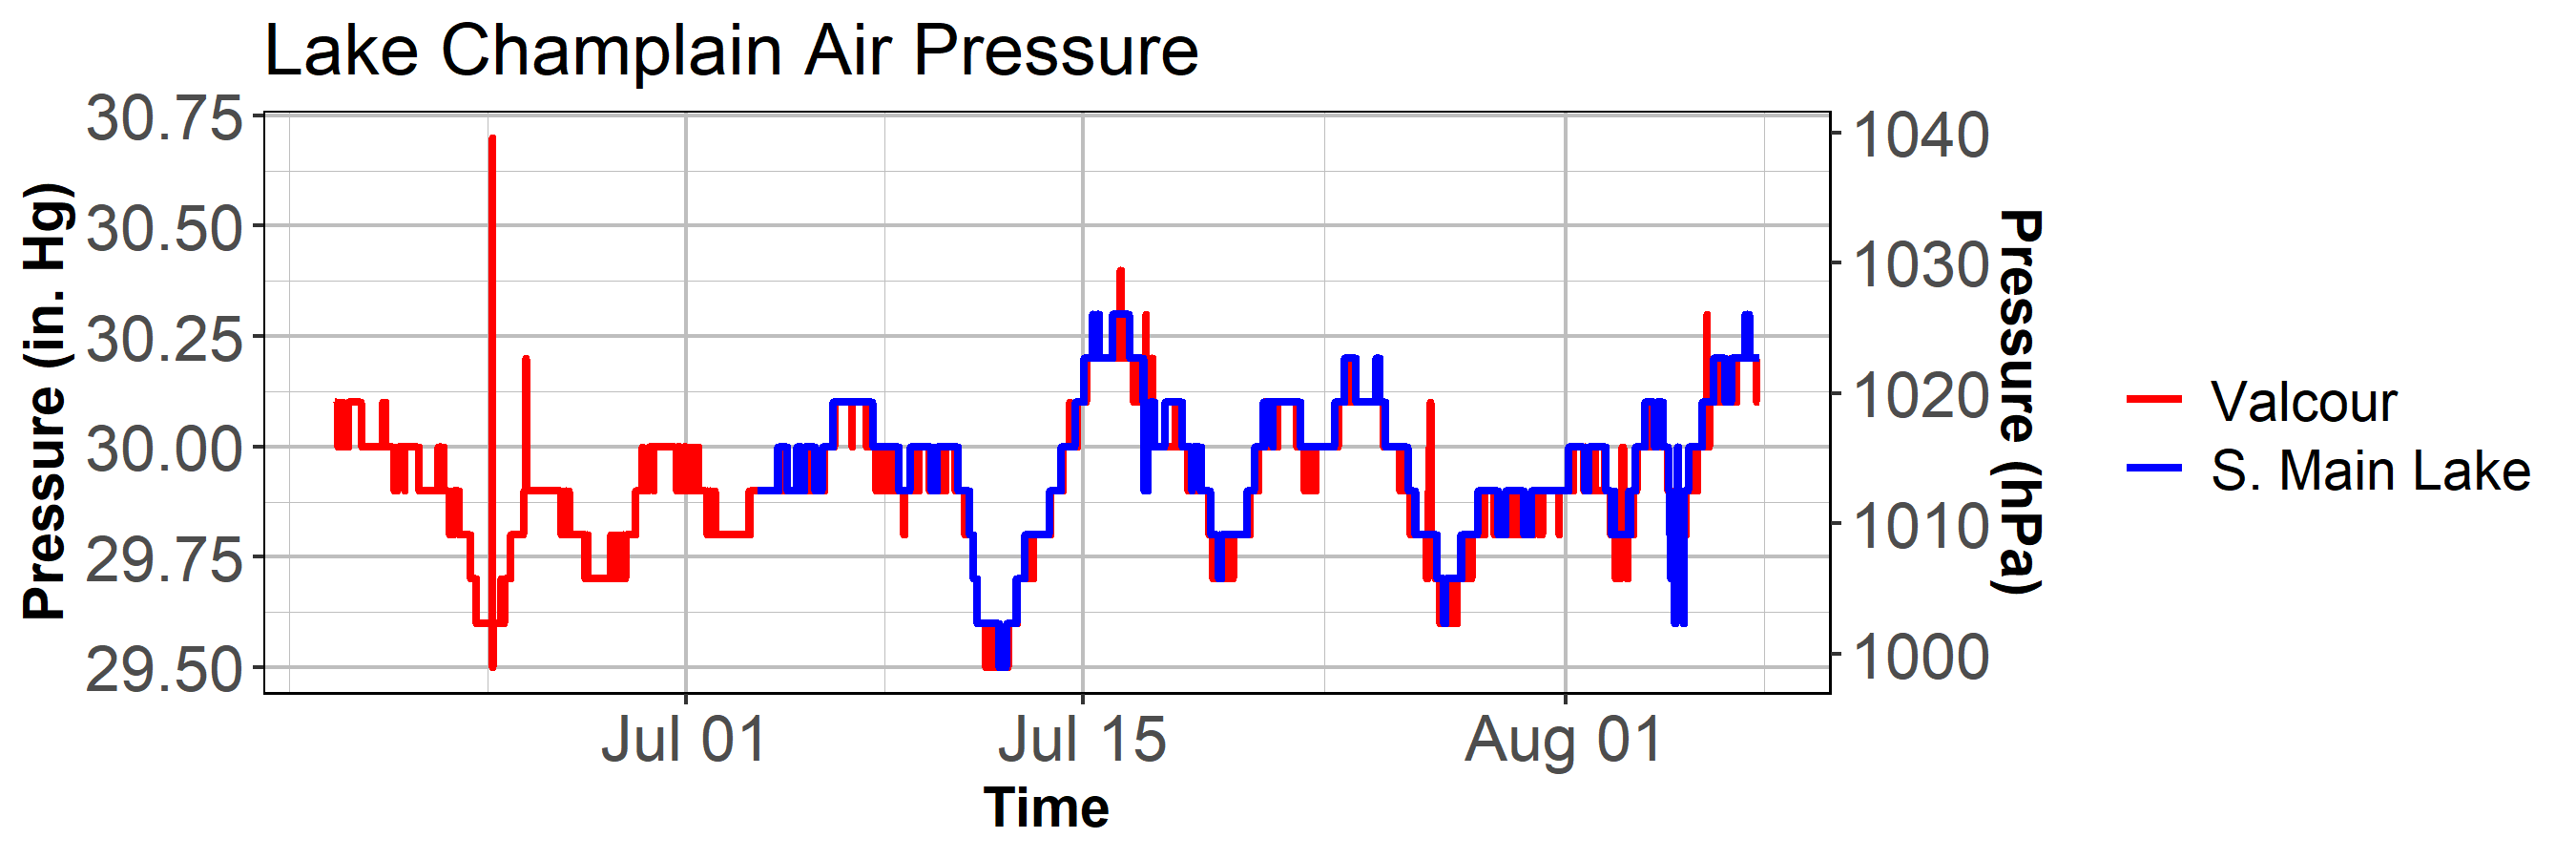 Lake Champlain Air Pressure
30.75
30.50
30.25
30.00
29.75
29.50
Pressure (in. Hg)
1040
1030
1020
1010
1000
Pressure (hPa)
Jul 01
Jul 15
Aug 01
Time
Valcour
S. Main Lake